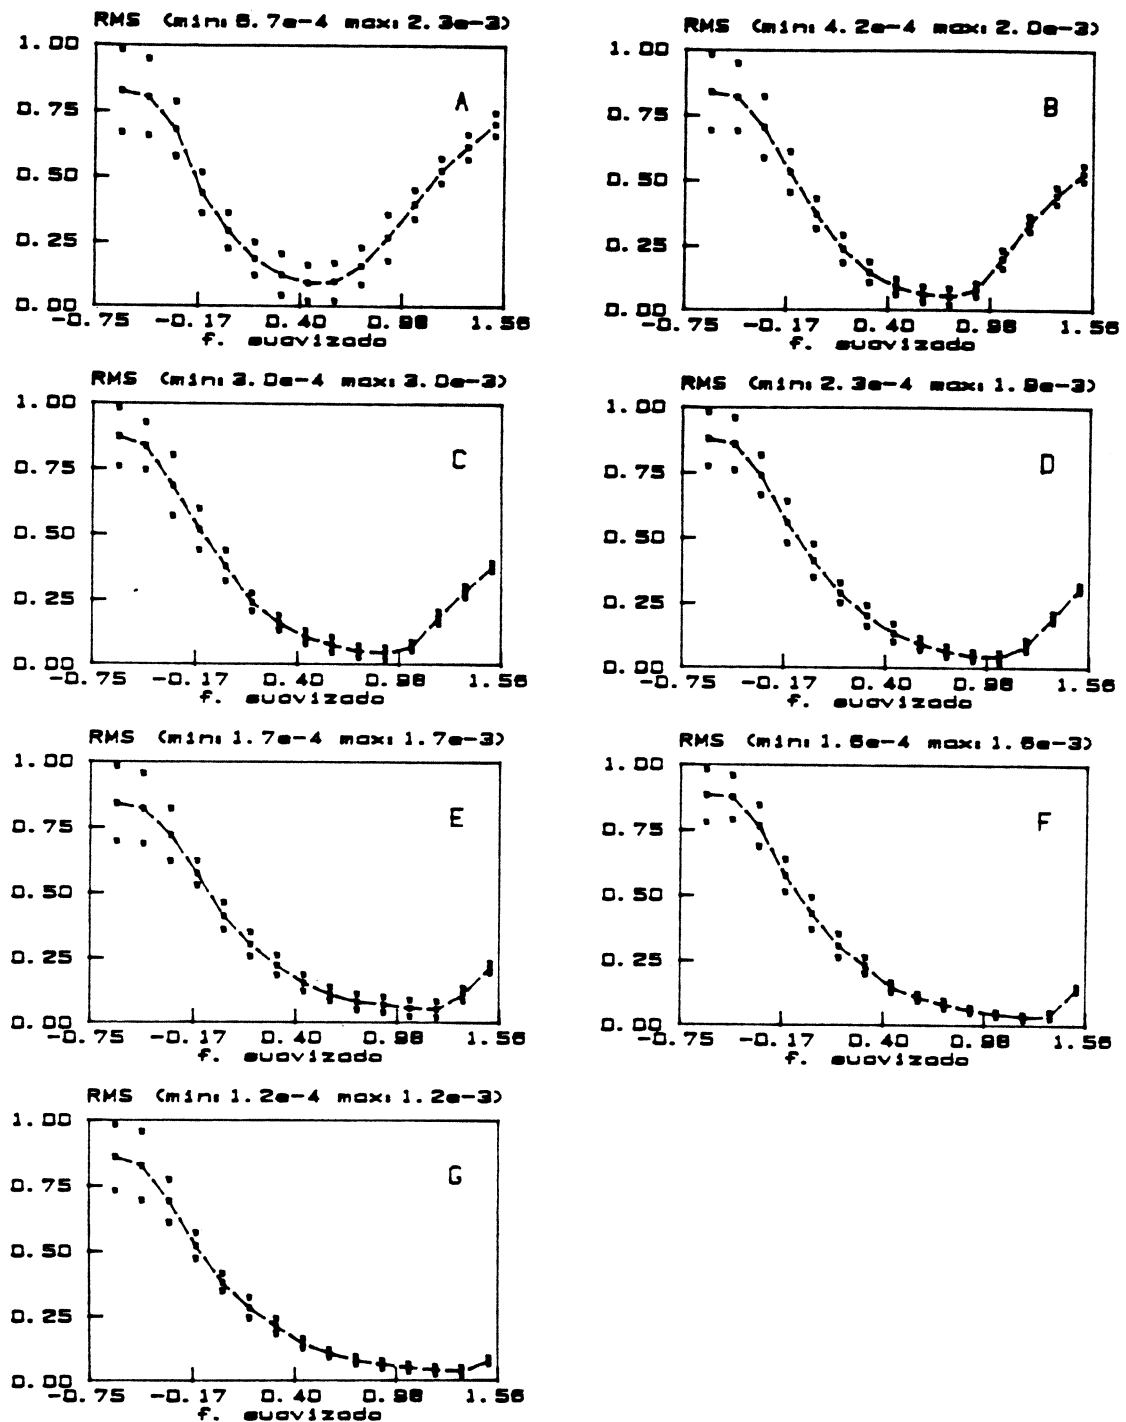 RMS (min: 6.7e-4 max: 2.3e-3)
1.00
0.75
0.50
0.25
0.00
A
-0.75 -0.17 0.40 0.98 1.56
f. suavizado
RMS (min: 4.2e-4 max: 2.0e-3)
1.00
0.75
0.50
0.25
0.00
B
-0.75 -0.17 0.40 0.98 1.56
f. suavizado
RMS (min: 3.0e-4 max: 3.0e-3)
1.00
0.75
0.50
0.25
0.00
C
-0.75 -0.17 0.40 0.98 1.56
f. suavizado
RMS (min: 2.3e-4 max: 1.9e-3)
1.00
0.75
0.50
0.25
0.00
D
-0.75 -0.17 0.40 0.98 1.56
f. suavizado
RMS (min: 1.7e-4 max: 1.7e-3)
1.00
0.75
0.50
0.25
0.00
E
-0.75 -0.17 0.40 0.98 1.56
f. suavizado
RMS (min: 1.6e-4 max: 1.6e-3)
1.00
0.75
0.50
0.25
0.00
F
-0.75 -0.17 0.40 0.98 1.56
f. suavizado
RMS (min: 1.2e-4 max: 1.2e-3)
1.00
0.75
0.50
0.25
0.00
G
-0.75 -0.17 0.40 0.98 1.56
f. suavizado